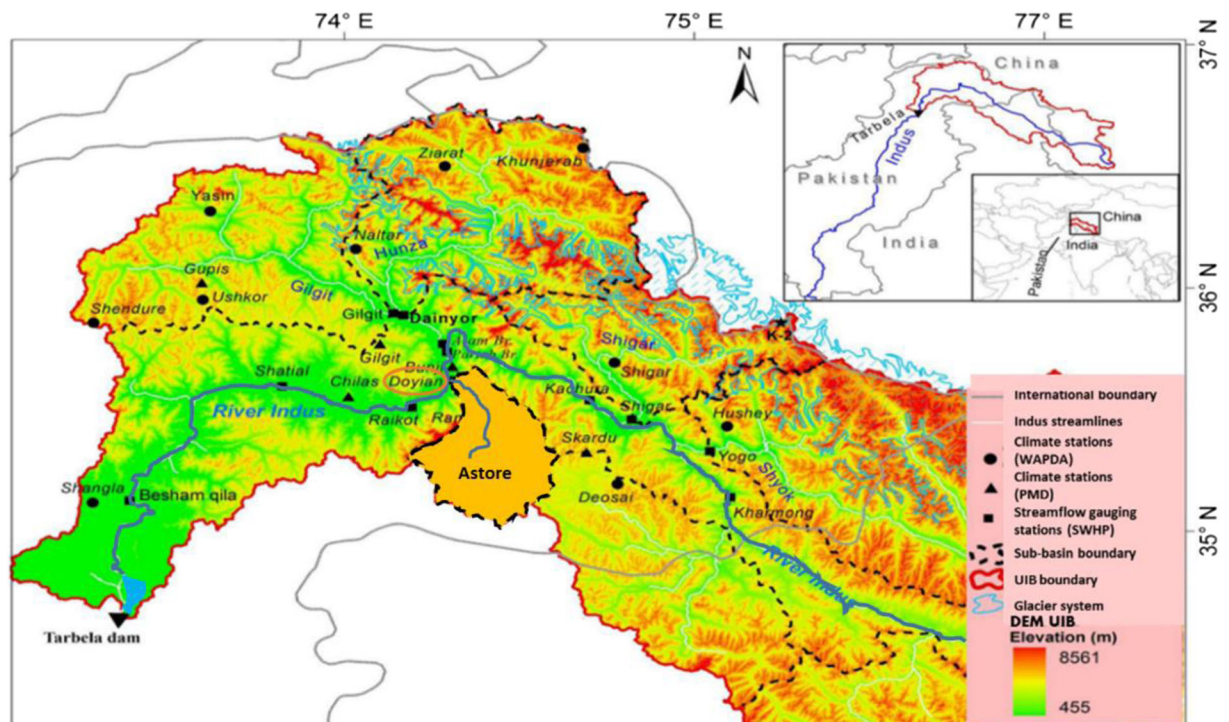 74°E
75°E
77°E
37°N
N
China
Tarbela
Indus
Pakistan
India
China
India
Pakistan
Ziarat
Khunjerab
Yasin
Naltar
Hunza
Gupis
Ushkor
Gilgit
36°N
Shendure
Gilgit
Dainyor
K-2
Gilgit
Shigar
Shatial
Chilas
Doyian
Shigar
Kachura
River Indus
Raikot
Shigar
Hushey
Skardu
Yogo
Astore
Shyok
Shangla
Besham qila
Deosai
Kharmong
35°N
River Indus
Tarbela dam
International boundary
Indus streamlines
Climate stations
(WAPDA)
Climate stations
(PMD)
Streamflow gauging
stations (SWHP)
Sub-basin boundary
UIB boundary
Glacier system
DEM UIB
Elevation (m)
8561
455